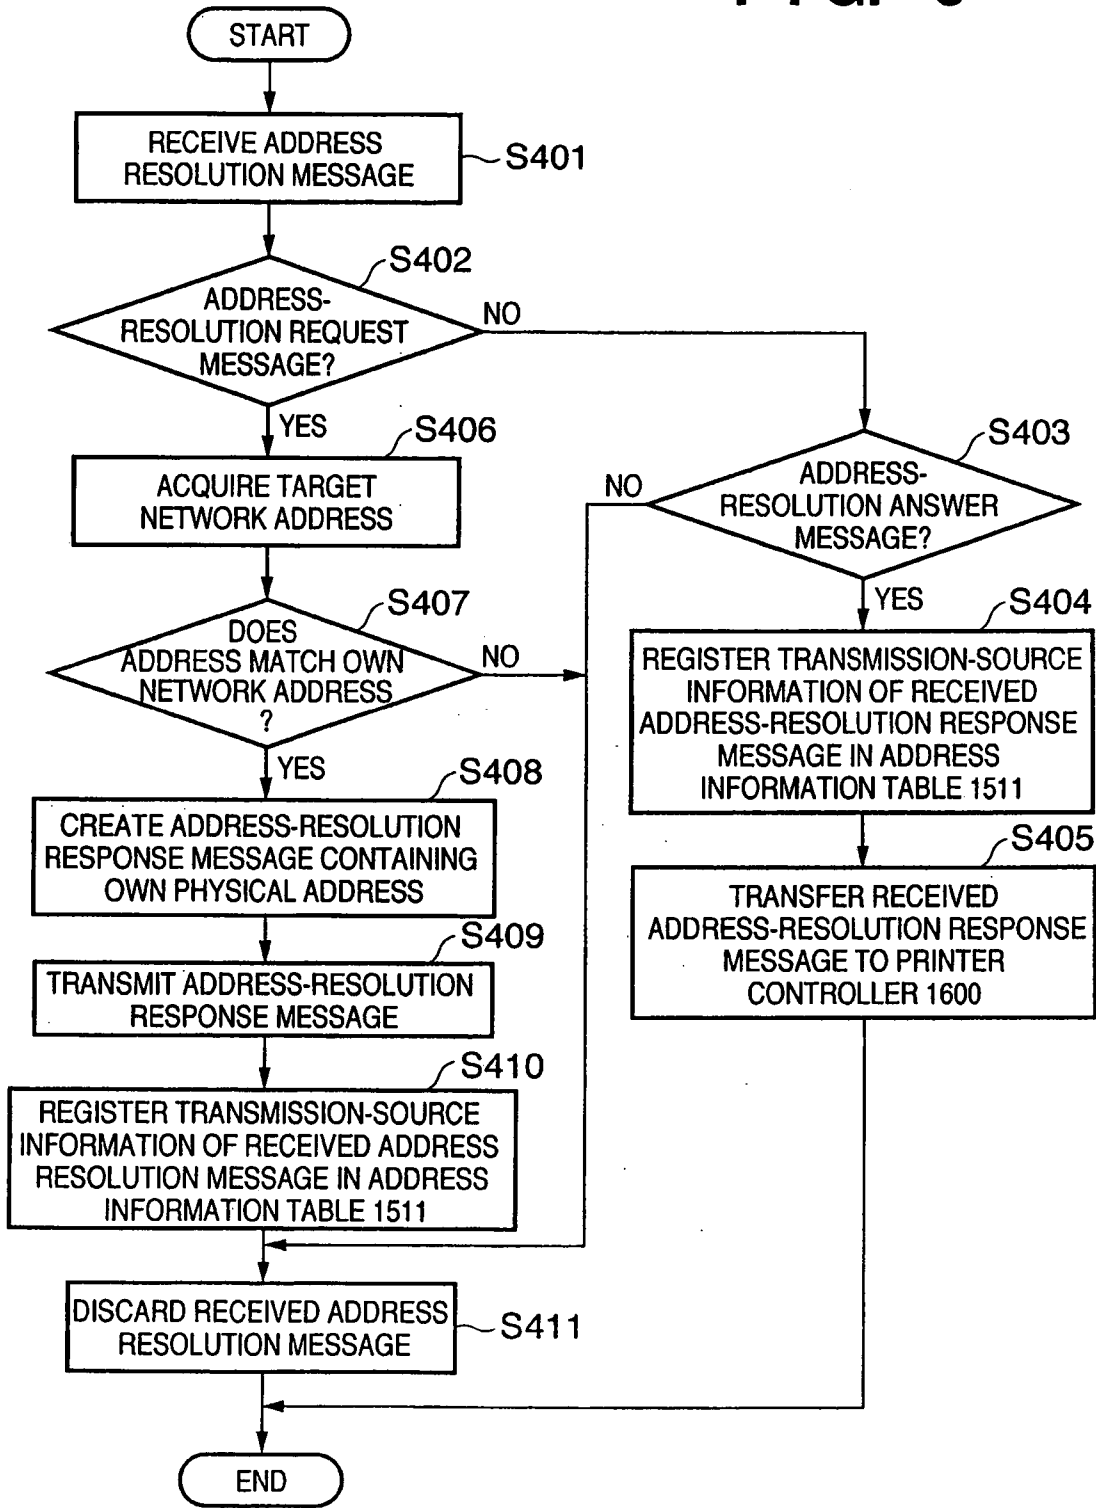 START
RECEIVE ADDRESS
RESOLUTION MESSAGE
S401
S402
ADDRESS-
RESOLUTION REQUEST
MESSAGE?
NO
YES
S406
ACQUIRE TARGET
NETWORK ADDRESS
S407
DOES
ADDRESS MATCH OWN
NETWORK ADDRESS
?
NO
YES
S408
CREATE ADDRESS-RESOLUTION
RESPONSE MESSAGE CONTAINING
OWN PHYSICAL ADDRESS
S409
TRANSMIT ADDRESS-RESOLUTION
RESPONSE MESSAGE
S410
REGISTER TRANSMISSION-SOURCE
INFORMATION OF RECEIVED ADDRESS
RESOLUTION MESSAGE IN ADDRESS
INFORMATION TABLE 1511
DISCARD RECEIVED ADDRESS
RESOLUTION MESSAGE
S411
END
S403
ADDRESS-
RESOLUTION ANSWER
MESSAGE?
NO
YES
S404
REGISTER TRANSMISSION-SOURCE
INFORMATION OF RECEIVED
ADDRESS-RESOLUTION RESPONSE
MESSAGE IN ADDRESS
INFORMATION TABLE 1511
S405
TRANSFER RECEIVED
ADDRESS-RESOLUTION RESPONSE
MESSAGE TO PRINTER
CONTROLLER 1600